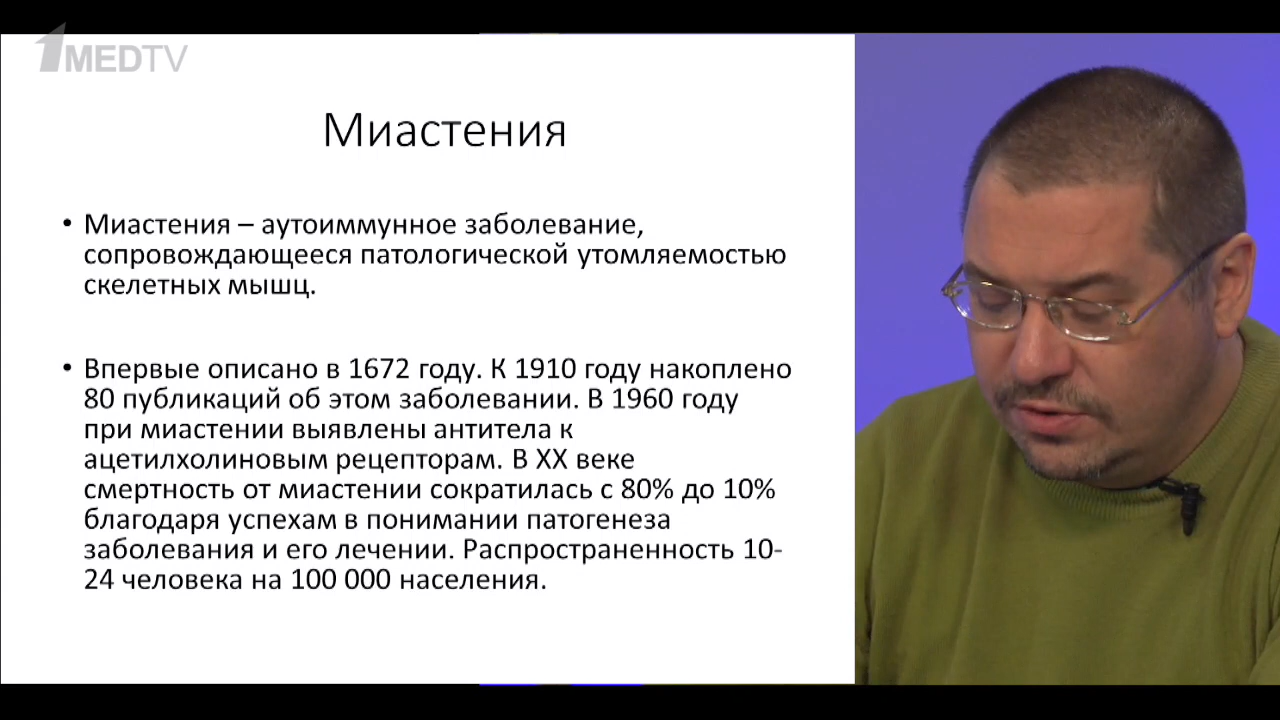 1MEDTV
Миастения
• Миастения – аутоиммунное заболевание,
сопровождающееся патологической утомляемостью
скелетных мышц.
• Впервые описано в 1672 году. К 1910 году накоплено
80 публикаций об этом заболевании. В 1960 году
при миастении выявлены антитела к
ацетилхолиновым рецепторам. В XX веке
смертность от миастении сократилась с 80% до 10%
благодаря успехам в понимании патогенеза
заболевания и его лечении. Распространенность 10-
24 человека на 100 000 населения.